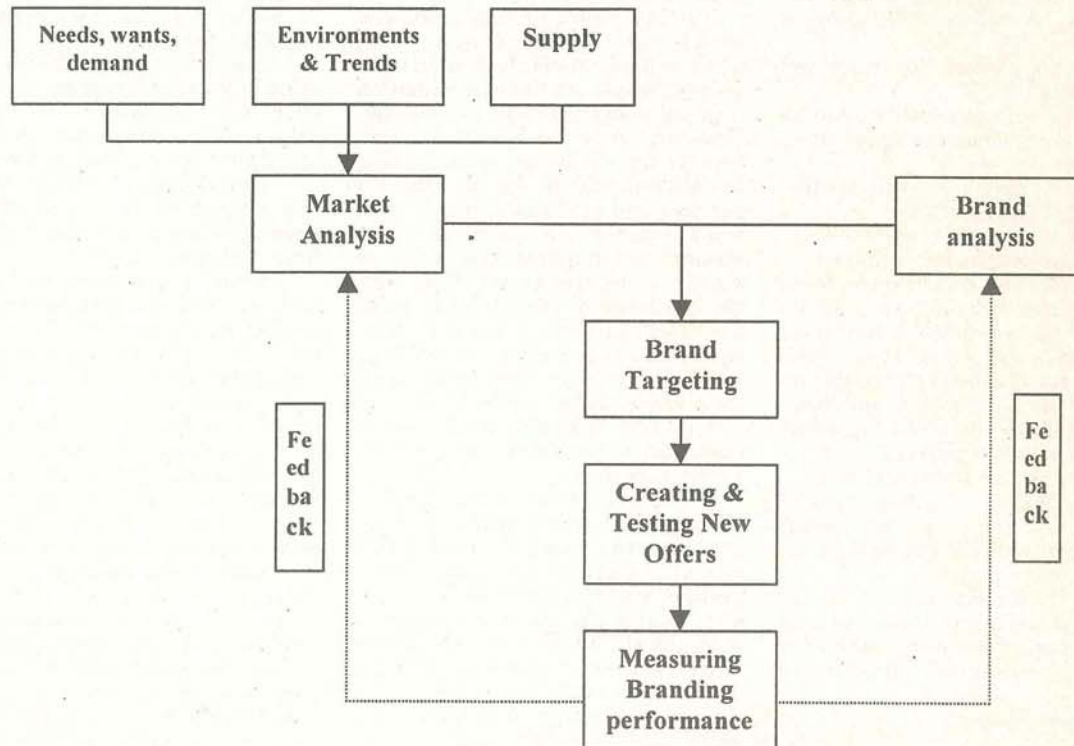 Needs, wants,
demand
Environments
& Trends
Supply
Market
Analysis
Brand
analysis
Brand
Targeting
Fe
ed
ba
ck
Fe
ed
ba
ck
Creating &
Testing New
Offers
Measuring
Branding
performance